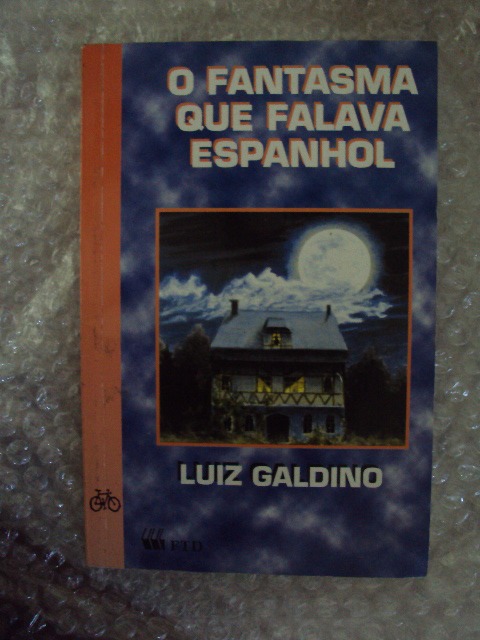 O FANTASMA
QUE FALAVA
ESPANHOL
LUIZ GALDINO
FTD